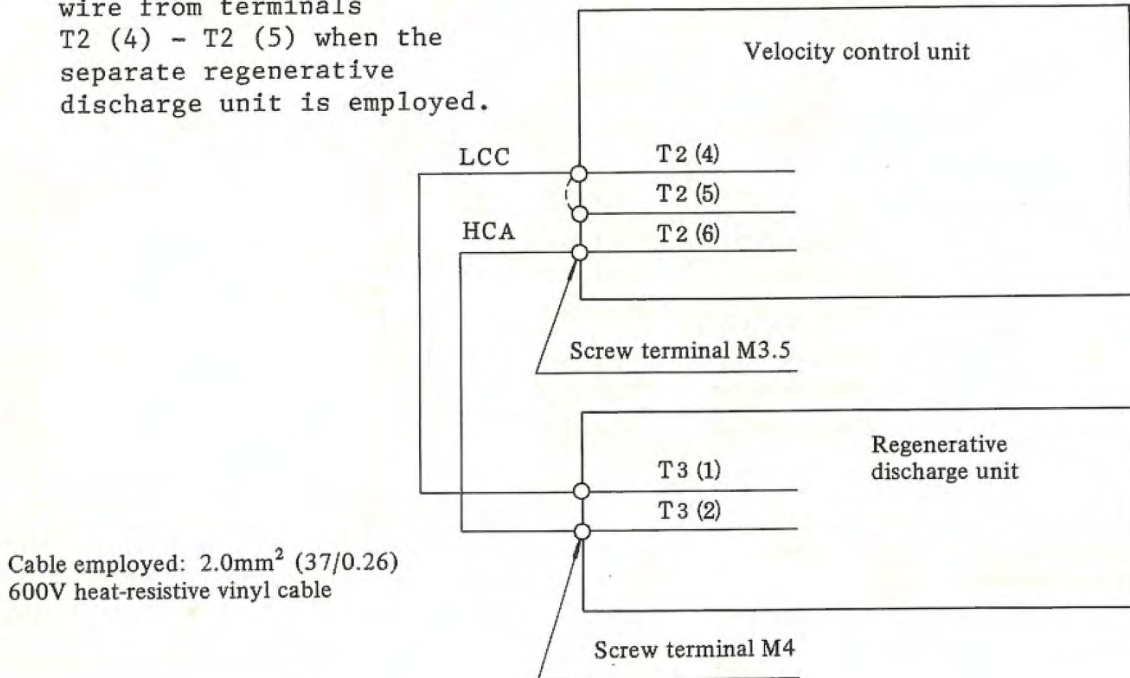 wire from terminals
T2 (4) - T2 (5) when the
separate regenerative
discharge unit is employed.
Velocity control unit
LCC
T2 (4)
T2 (5)
HCA
T2 (6)
Screw terminal M3.5
Regenerative
discharge unit
T3 (1)
T3 (2)
Cable employed: 2.0mm² (37/0.26)
600V heat-resistive vinyl cable
Screw terminal M4